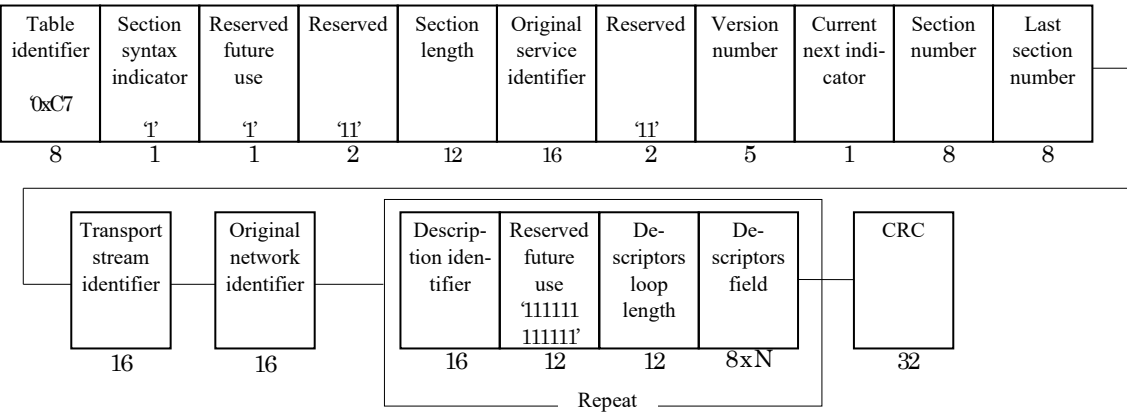 Table
identifier
‘0xC7
8
Section
syntax
indicator
‘1’
1
Reserved
future
use
‘1’
1
Reserved
‘11’
2
Section
length
12
Original
service
identifier
16
Reserved
‘11’
2
Version
number
5
Current
next indi-
cator
1
Section
number
8
Last
section
number
8
Transport
stream
identifier
16
Original
network
identifier
16
Descrip-
tion iden-
tifier
16
Reserved
future
use
‘111111
111111’
12
De-
scriptors
loop
length
12
De-
scriptors
field
8xN
CRC
32
Repeat